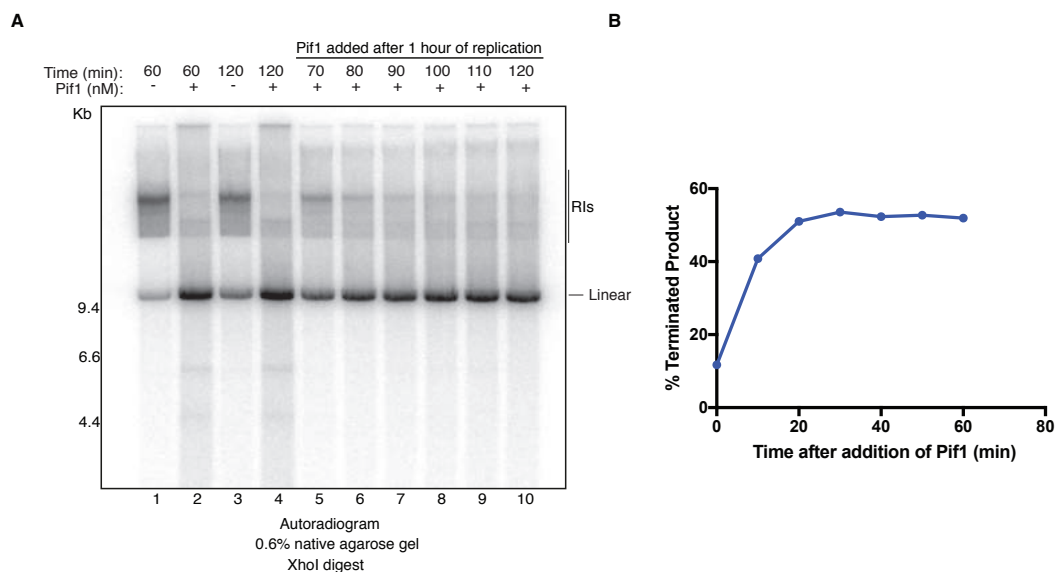 A
Pif1 added after 1 hour of replication
Time (min): 60 60 120 120 70 80 90 100 110 120
Pif1 (nM): - + - + + + + + + +
Kb
RIs
Linear
9.4
6.6
4.4
1 2 3 4 5 6 7 8 9 10
Autoradiogram
0.6% native agarose gel
XhoI digest
B
% Terminated Product
60
40
20
0
0 20 40 60 80
Time after addition of Pif1 (min)